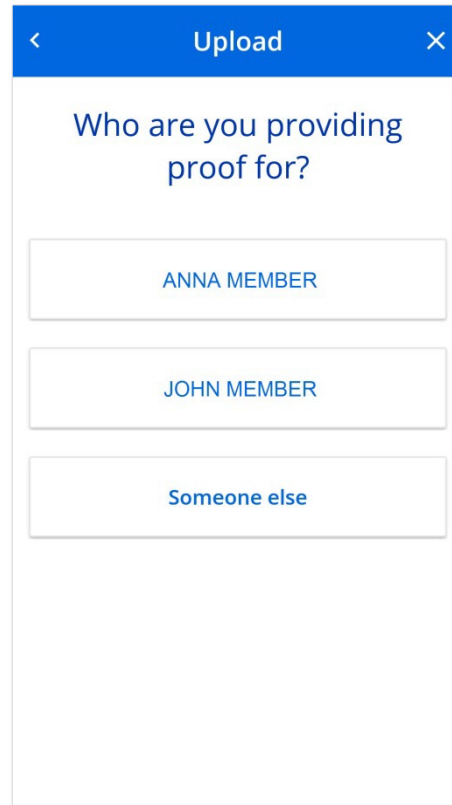 Upload
Who are you providing
proof for?
ANNA MEMBER
JOHN MEMBER
Someone else